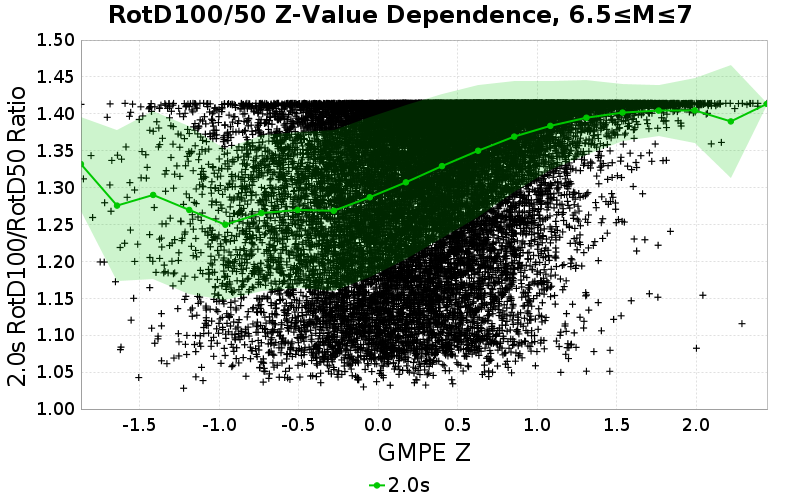 RotD100/50 Z-Value Dependence, 6.5≤M≤7
2.0s RotD100/RotD50 Ratio
1.50
1.45
1.40
1.35
1.30
1.25
1.20
1.15
1.10
1.05
1.00
-1.5 -1.0 -0.5 0.0 0.5 1.0 1.5 2.0
GMPE Z
2.0s